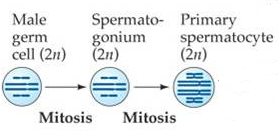 Male
germ
cell (2n)
Spermato-
gonium
(2n)
Primary
spermatocyte
(2n)
Mitosis
Mitosis